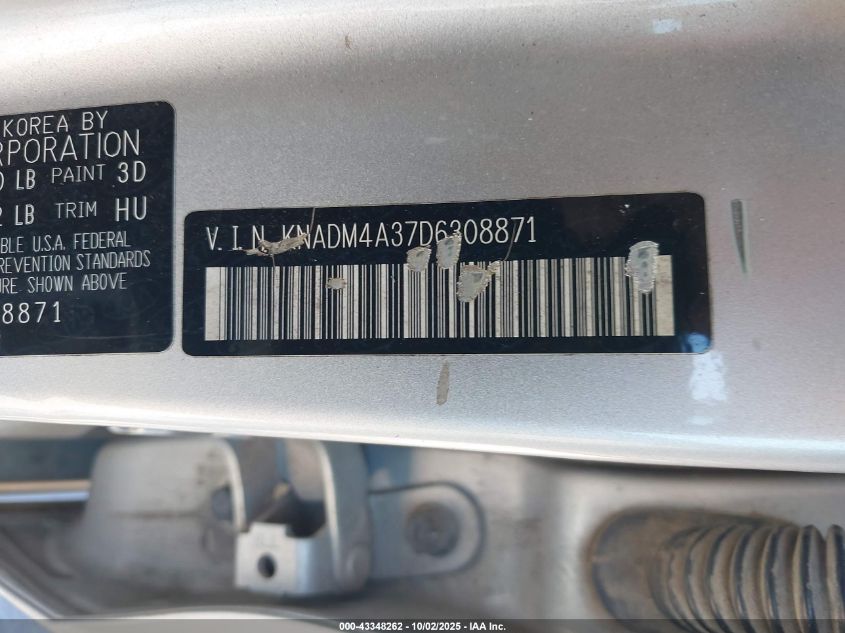 KOREA BY
RPORATION
LB PAINT 3D
LB TRIM HU
BLE U.S.A. FEDERAL
REVENTION STANDARDS
URE. SHOWN ABOVE
8871
V.I.N KNADM4A37D6308871
000-43348262 - 10/02/2025 - IAA Inc.